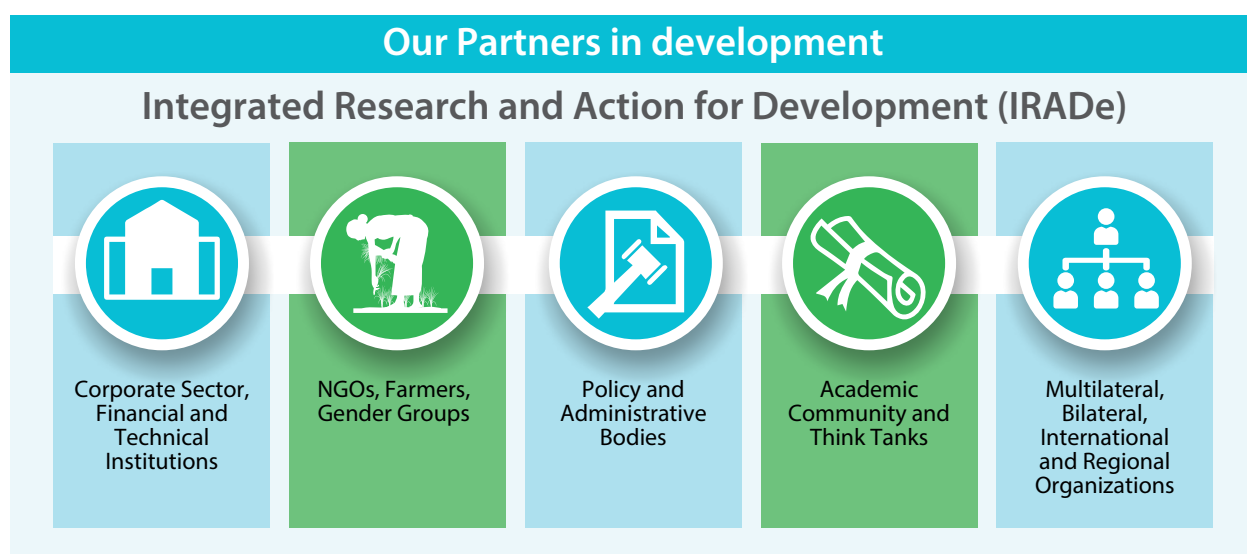 Our Partners in development
Integrated Research and Action for Development (IRADe)
Corporate Sector,
Financial and
Technical
Institutions
NGOs, Farmers,
Gender Groups
Policy and
Administrative
Bodies
Academic
Community and
Think Tanks
Multilateral,
Bilateral,
International
and Regional
Organizations